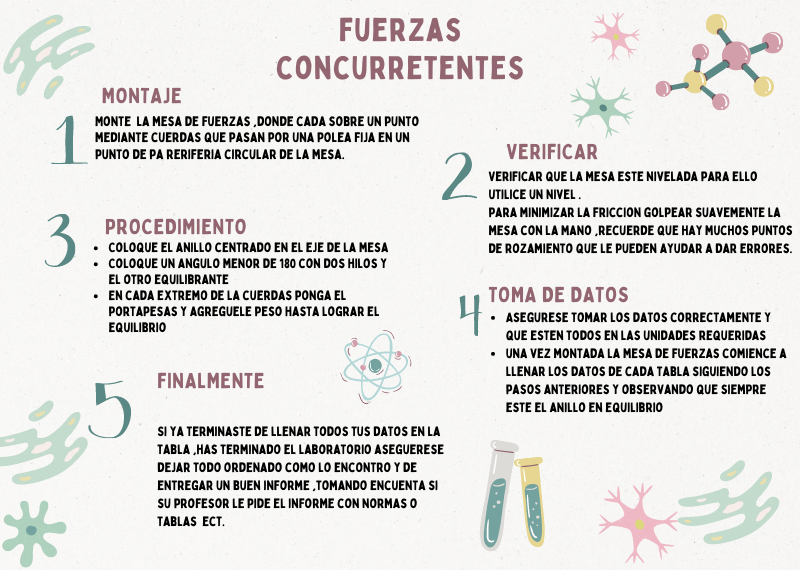 FUERZAS
CONCURRETENTES
MONTAJE
1
MONTE LA MESA DE FUERZAS ,DONDE CADA SOBRE UN PUNTO
MEDIANTE CUERDAS QUE PASAN POR UNA POLEA FIJA EN UN
PUNTO DE PA RERIFERIA CIRCULAR DE LA MESA.
2
VERIFICAR
VERIFICAR QUE LA MESA ESTE NIVELADA PARA ELLO
UTILICE UN NIVEL .
PARA MINIMIZAR LA FRICCION GOLPEAR SUAVEMENTE LA
MESA CON LA MANO ,RECUERDE QUE HAY MUCHOS PUNTOS
DE ROZAMIENTO QUE LE PUEDEN AYUDAR A DAR ERRORES.
3
PROCEDIMIENTO
• COLOQUE EL ANILLO CENTRADO EN EL EJE DE LA MESA
• COLOQUE UN ANGULO MENOR DE 180 CON DOS HILOS Y
EL OTRO EQUILIBRANTE
• EN CADA EXTREMO DE LA CUERDAS PONGA EL
PORTAPESAS Y AGREGUELE PESO HASTA LOGRAR EL
EQUILIBRIO
4
TOMA DE DATOS
• ASEGURESE TOMAR LOS DATOS CORRECTAMENTE Y
QUE ESTEN TODOS EN LAS UNIDADES REQUERIDAS
• UNA VEZ MONTADA LA MESA DE FUERZAS COMIENCE A
LLENAR LOS DATOS DE CADA TABLA SIGUIENDO LOS
PASOS ANTERIORES Y OBSERVANDO QUE SIEMPRE
ESTE EL ANILLO EN EQUILIBRIO
5
FINALMENTE
SI YA TERMINASTE DE LLENAR TODOS TUS DATOS EN LA
TABLA ,HAS TERMINADO EL LABORATORIO ASEGUERESE
DEJAR TODO ORDENADO COMO LO ENCONTRO Y DE
ENTREGAR UN BUEN INFORME ,TOMANDO ENCUENTA SI
SU PROFESOR LE PIDE EL INFORME CON NORMAS O
TABLAS ECT.